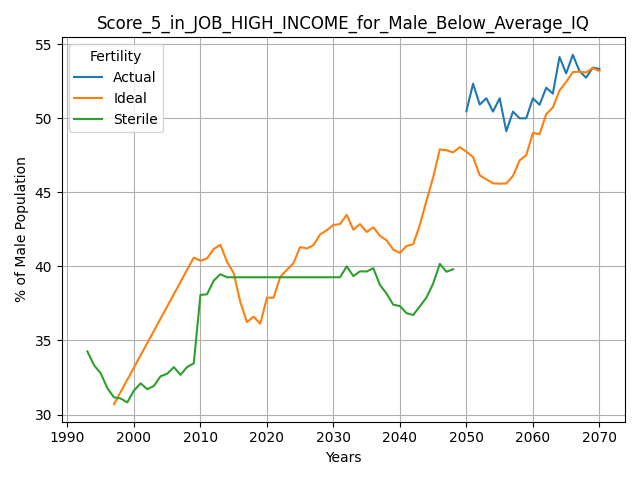 Score_5_in_JOB_HIGH_INCOME_for_Male_Below_Average_IQ
Fertility
Actual
Ideal
Sterile
% of Male Population
55
50
45
40
35
30
1990 2000 2010 2020 2030 2040 2050 2060 2070
Years